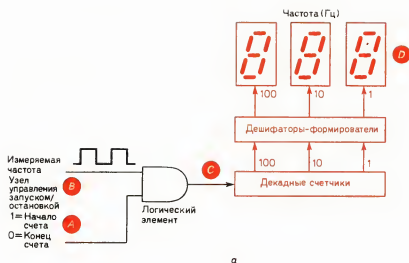 Частота (Гц)
D
100
10
1
Дешифаторы-формирователи
100
10
1
Декадные счетчики
C
Измеряемая
частота
Узел
управления
запуском/
остановкой
B
1= Начало
счета
0= Конец
счета
A
Логический
элемент
а